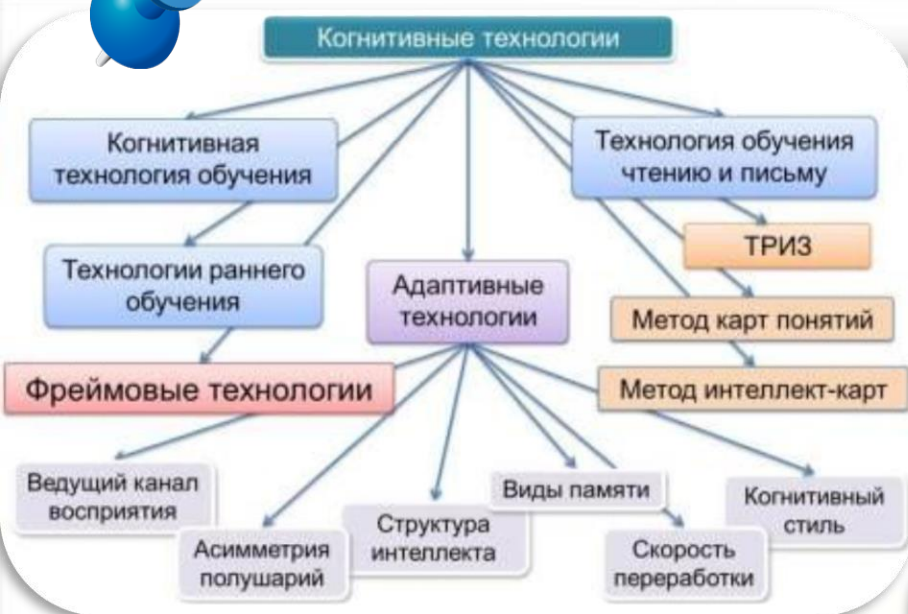 Когнитивные технологии
Когнитивная
технология обучения
Технология обучения
чтению и письму
ТРИЗ
Технологии раннего
обучения
Адаптивные
технологии
Метод карт понятий
Фреймовые технологии
Метод интеллект-карт
Ведущий канал
восприятия
Асимметрия
полушарий
Структура
интеллекта
Виды памяти
Скорость
переработки
Когнитивный
стиль